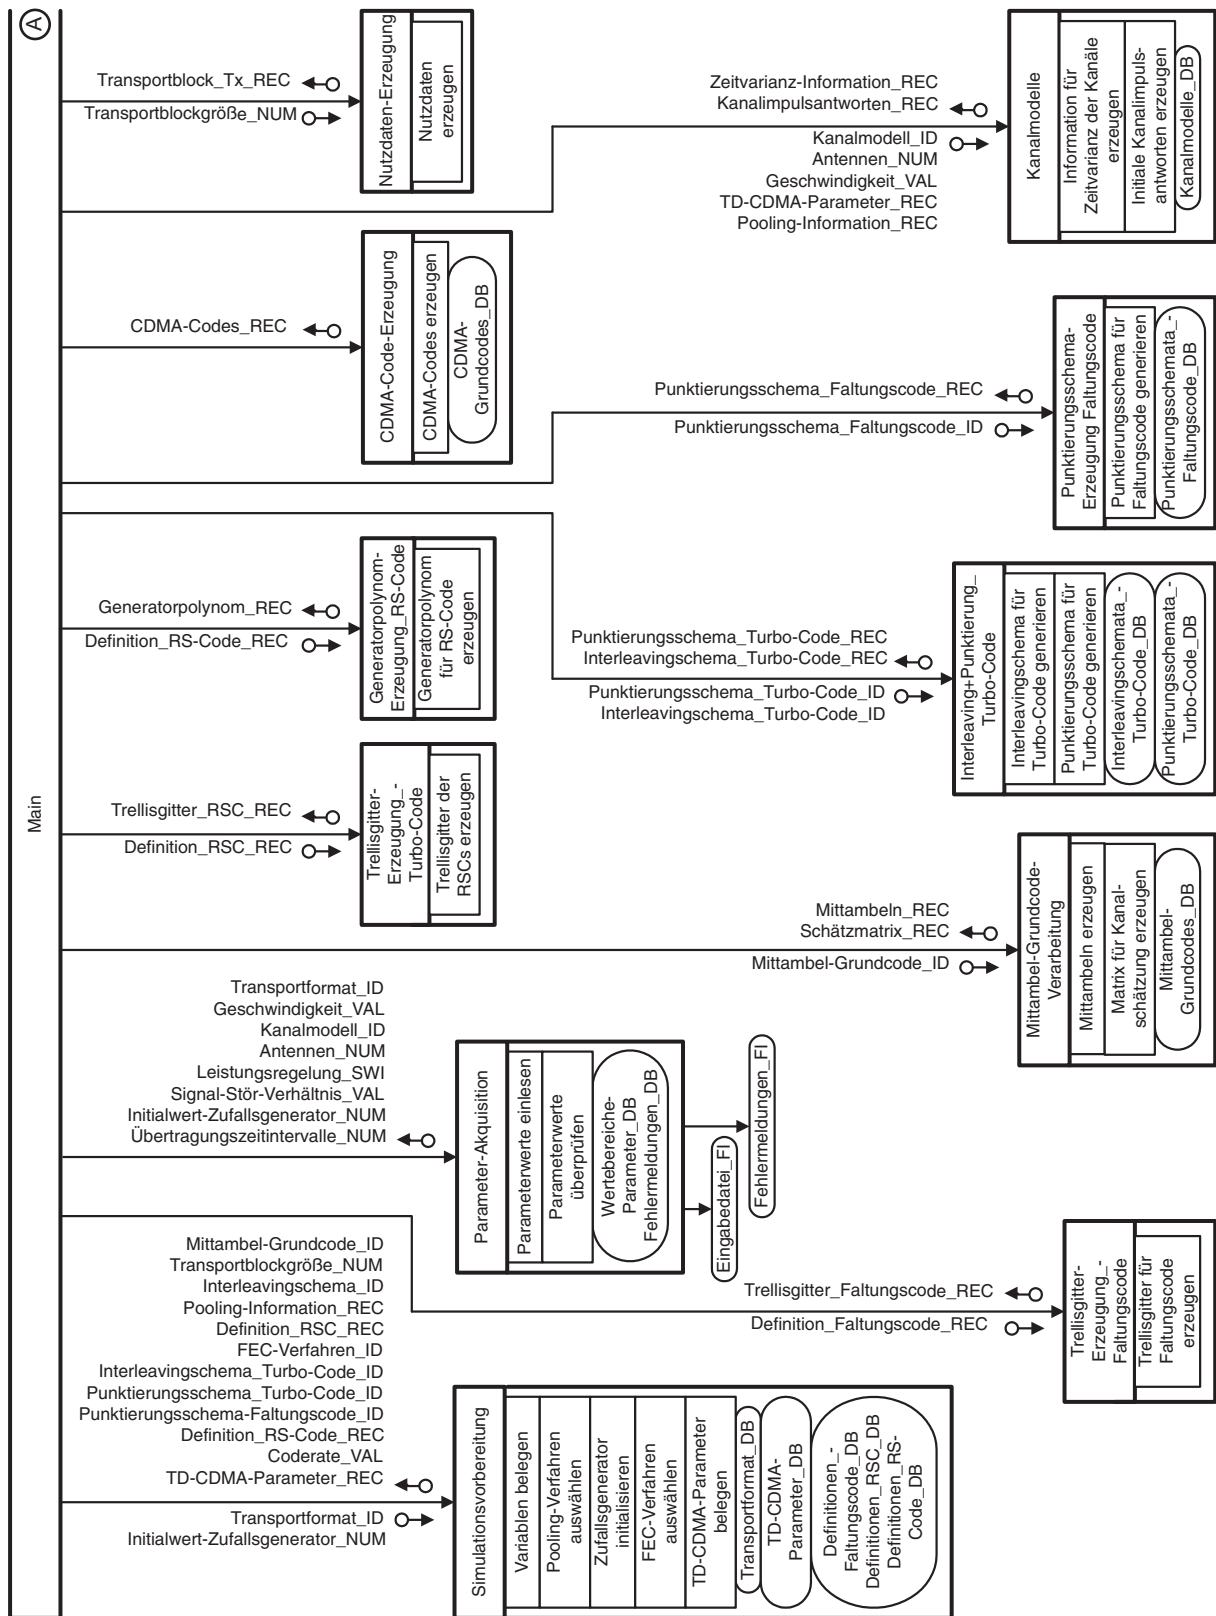 A
Main
Transportblock_Tx_REC
Transportblockgröße_NUM
Nutzdaten-Erzeugung
Nutzdaten
erzeugen
Zeitvarianz-Information_REC
Kanalimpulsantworten_REC
Kanalmodell_ID
Antennen_NUM
Geschwindigkeit_VAL
TD-CDMA-Parameter_REC
Pooling-Information_REC
Kanalmodelle
Information für
Zeitvarianz der Kanäle
erzeugen
Initiale Kanalimpuls-
antworten erzeugen
Kanalmodelle_DB
CDMA-Codes_REC
CDMA-Code-Erzeugung
CDMA-Codes erzeugen
CDMA-
Grundcodes_DB
Punktierungsschema_Faltungscode_REC
Punktierungsschema_Faltungscode_ID
Punktierungsschema-
Erzeugung Faltungscode
Punktierungsschema für
Faltungscode generieren
Punktierungsschemata_-
Faltungscode_DB
Generatorpolynom_REC
Definition_RS-Code_REC
Generatorpolynom-
Erzeugung_RS-Code
Generatorpolynom
für RS-Code
erzeugen
Punktierungsschema_Turbo-Code_REC
Interleavingschema_Turbo-Code_REC
Punktierungsschema_Turbo-Code_ID
Interleavingschema_Turbo-Code_ID
Interleaving+Punktierung_
Turbo-Code
Interleavingschema für
Turbo-Code generieren
Punktierungsschema für
Turbo-Code generieren
Interleavingschemata_-
Turbo-Code_DB
Punktierungsschemata_-
Turbo-Code_DB
Trellisgitter_RSC_REC
Definition_RSC_REC
Trellisgitter-
Erzeugung_-
Turbo-Code
Trellisgitter der
RSCs erzeugen
Mittambeln_REC
Schätzmatrix_REC
Mittambel-Grundcode_ID
Mittambel-Grundcode-
Verarbeitung
Mittambeln erzeugen
Matrix für Kanal-
schätzung erzeugen
Mittambel-
Grundcodes_DB
Transportformat_ID
Geschwindigkeit_VAL
Kanalmodell_ID
Antennen_NUM
Leistungsregelung_SWI
Signal-Stör-Verhältnis_VAL
Initialwert-Zufallsgenerator_NUM
Übertragungszeitintervalle_NUM
Parameter-Akquisition
Parameterwerte einlesen
Parameterwerte
überprüfen
Wertebereiche-
Parameter_DB
Fehlermeldungen_DB
Eingabedatei_FI
Fehlermeldungen_FI
Trellisgitter_Faltungscode_REC
Definition_Faltungscode_REC
Trellisgitter-
Erzeugung_-
Faltungscode
Trellisgitter für
Faltungscode
erzeugen
Mittambel-Grundcode_ID
Transportblockgröße_NUM
Interleavingschema_ID
Pooling-Information_REC
Definition_RSC_REC
FEC-Verfahren_ID
Interleavingschema_Turbo-Code_ID
Punktierungsschema_Turbo-Code_ID
Punktierungsschema-Faltungscode_ID
Definition_RS-Code_REC
Coderate_VAL
TD-CDMA-Parameter_REC
Transportformat_ID
Initialwert-Zufallsgenerator_NUM
Simulationsvorbereitung
Variablen belegen
Pooling-Verfahren
auswählen
Zufallsgenerator
initialisieren
FEC-Verfahren
auswählen
TD-CDMA-Parameter
belegen
Transportformat_DB
TD-CDMA-
Parameter_DB
Definitionen_-
Faltungscode_DB
Definitionen_RSC_DB
Definitionen_RS-
Code_DB